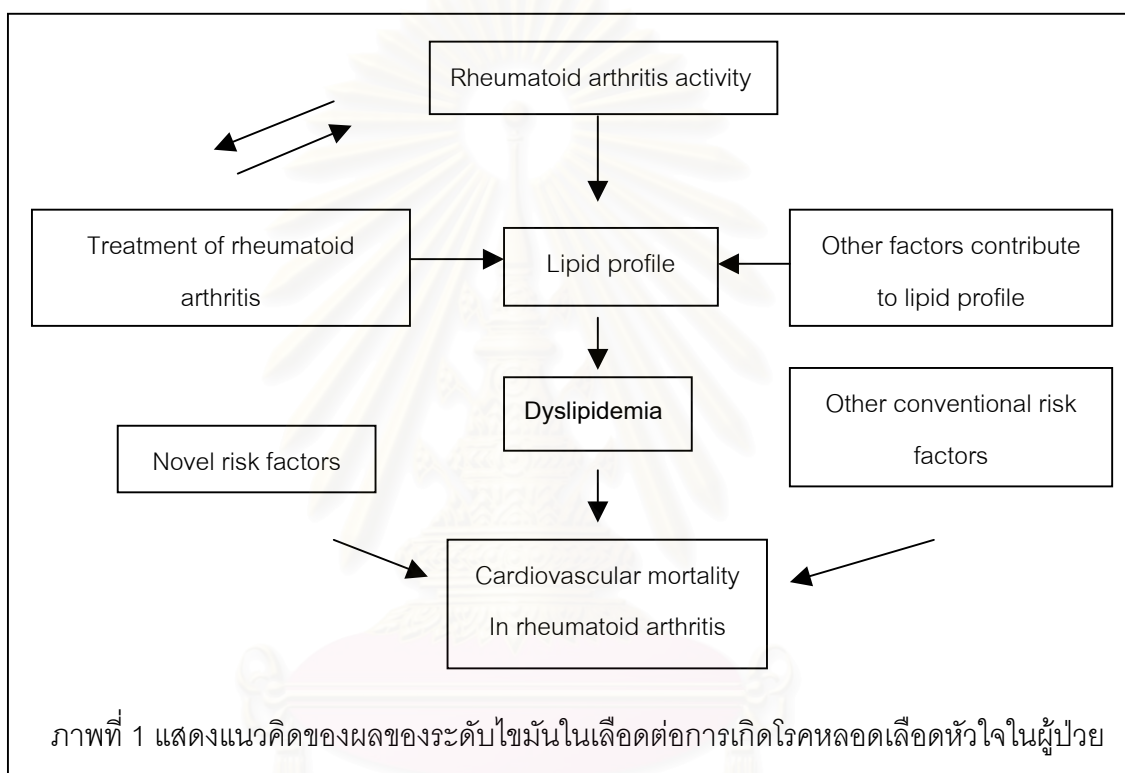 Rheumatoid arthritis activity
Treatment of rheumatoid
arthritis
Lipid profile
Other factors contribute
to lipid profile
Dyslipidemia
Other conventional risk
factors
Novel risk factors
Cardiovascular mortality
In rheumatoid arthritis
ภาพที่ 1 แสดงแนวคิดของผลของระดับไขมันในเลือดต่อการเกิดโรคหลอดเลือดหัวใจในผู้ป่วย